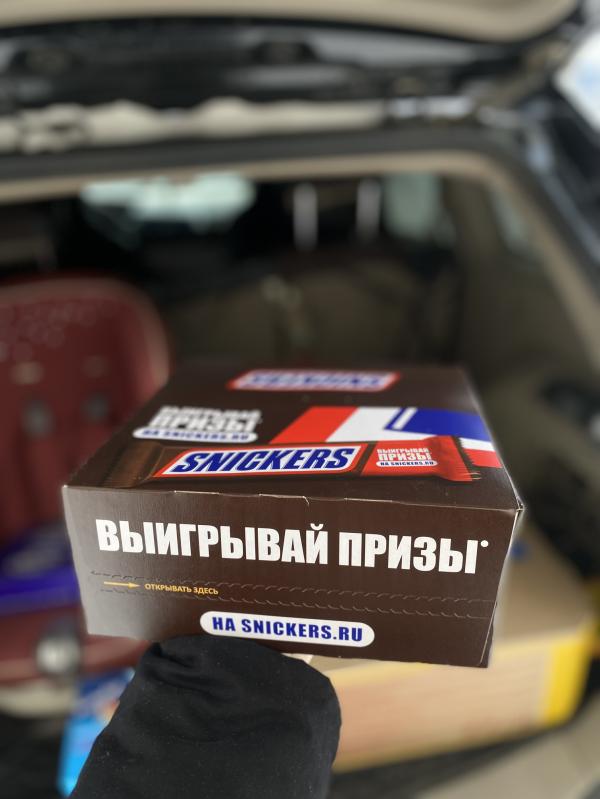 SNICKERS
ВЫИГРЫВАЙ
ПРИЗЫ*
НА SNICKERS.RU
SNICKERS
ВЫИГРЫВАЙ
ПРИЗЫ*
НА SNICKERS.RU
ВЫИГРЫВАЙ ПРИЗЫ*
ОТКРЫВАТЬ ЗДЕСЬ
НА SNICKERS.RU